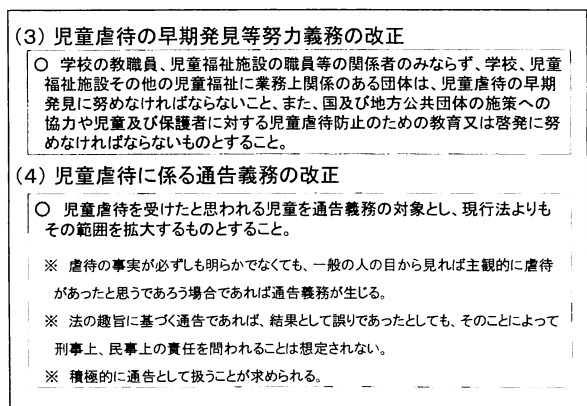 (3) 児童虐待の早期発見等努力義務の改正
○ 学校の教職員、児童福祉施設の職員等の関係者のみならず、学校、児童
福祉施設その他の児童福祉に業務上関係のある団体は、児童虐待の早期
発見に努めなければならないこと、また、国及び地方公共団体の施策への
協力や児童及び保護者に対する児童虐待防止のための教育又は啓発に努
めなければならないものとすること。
(4) 児童虐待に係る通告義務の改正
○ 児童虐待を受けたと思われる児童を通告義務の対象とし、現行法よりも
その範囲を拡大するものとすること。
※ 虐待の事実が必ずしも明らかでなくても、一般の人の目から見れば主観的に虐待
があったと思うであろう場合であれば通告義務が生じる。
※ 法の趣旨に基づく通告であれば、結果として誤りであったとしても、そのことによって
刑事上、民事上の責任を問われることは想定されない。
※ 積極的に通告として扱うことが求められる。